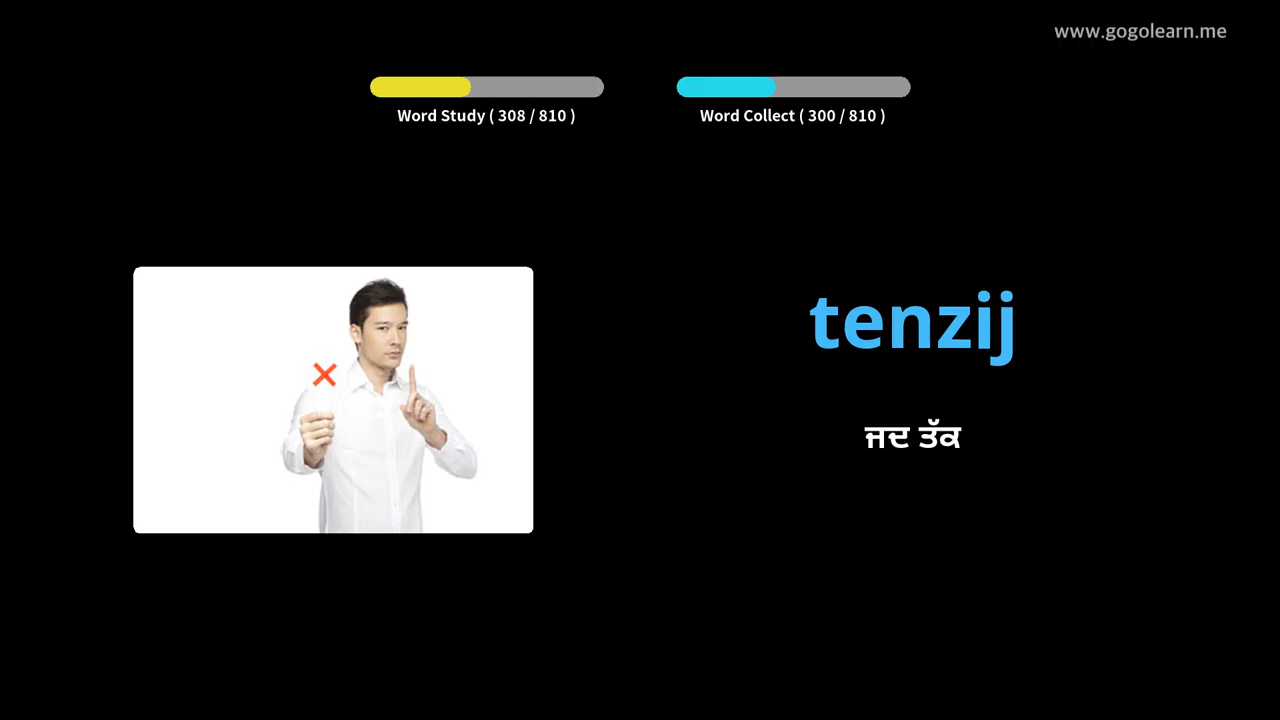 www.gogolearn.me
Word Study ( 308 / 810 )
Word Collect ( 300 / 810 )
tenzij
ਜਦ ਤੱਕ